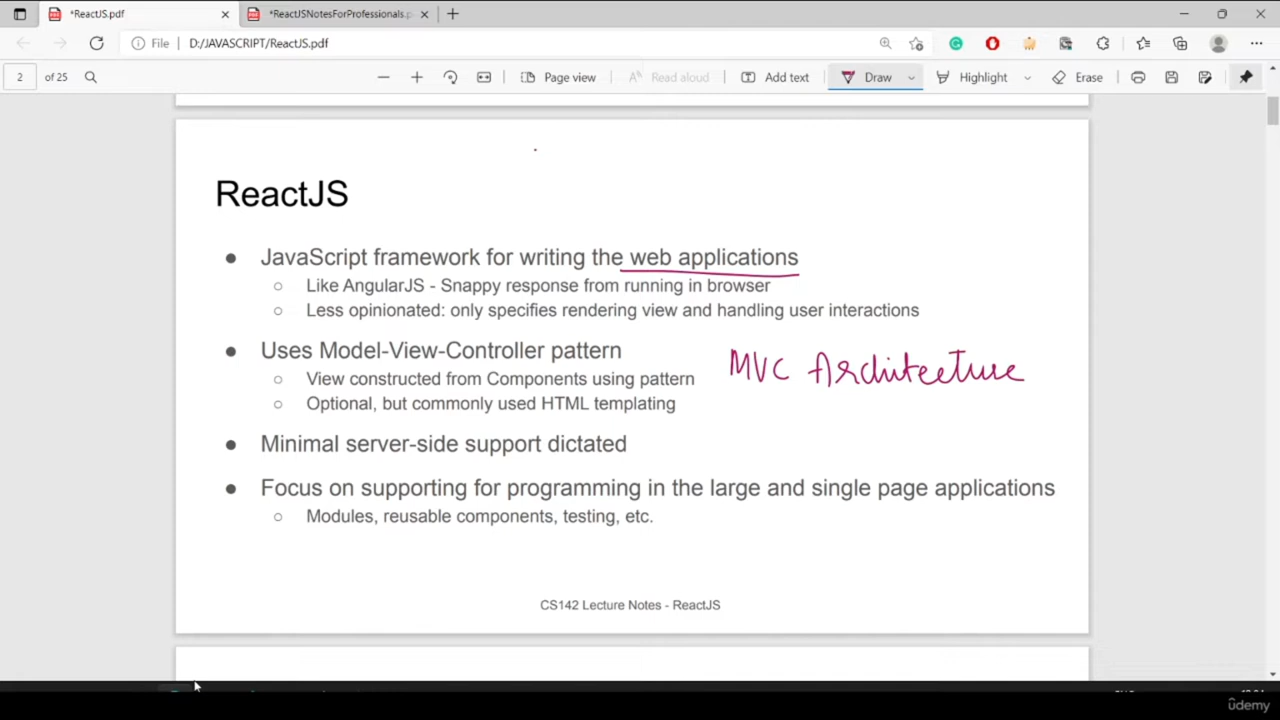 *ReactJS.pdf
*ReactJSNotesForProfessionals.p
File
D:/JAVASCRIPT/ReactJS.pdf
2 of 25
Page view
Read aloud
Add text
Draw
Highlight
Erase
ReactJS
● JavaScript framework for writing the web applications
○ Like AngularJS - Snappy response from running in browser
○ Less opinionated: only specifies rendering view and handling user interactions
● Uses Model-View-Controller pattern
MVC Architecture
○ View constructed from Components using pattern
○ Optional, but commonly used HTML templating
● Minimal server-side support dictated
● Focus on supporting for programming in the large and single page applications
○ Modules, reusable components, testing, etc.
CS142 Lecture Notes - ReactJS
ûdemy